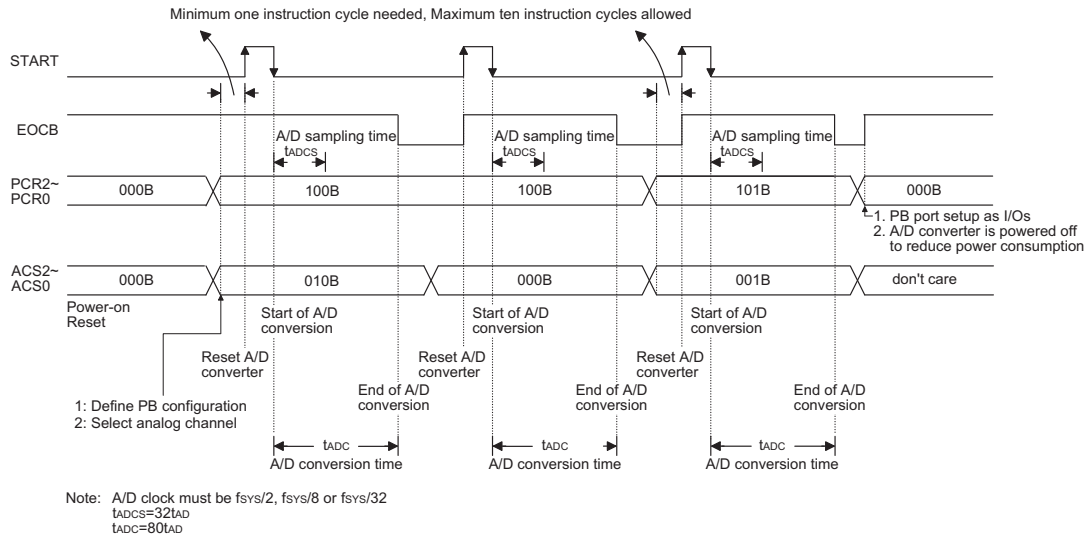 Minimum one instruction cycle needed, Maximum ten instruction cycles allowed
START
EOCB
A/D sampling time
tADCS
A/D sampling time
tADCS
A/D sampling time
tADCS
PCR2~
PCR0
000B
100B
100B
101B
000B
1. PB port setup as I/Os
2. A/D converter is powered off
to reduce power consumption
ACS2~
ACS0
000B
010B
000B
001B
don't care
Power-on
Reset
Start of A/D
conversion
Start of A/D
conversion
Start of A/D
conversion
Reset A/D
converter
Reset A/D
converter
Reset A/D
converter
1: Define PB configuration
2: Select analog channel
End of A/D
conversion
End of A/D
conversion
End of A/D
conversion
tADC
A/D conversion time
tADC
A/D conversion time
tADC
A/D conversion time
Note: A/D clock must be fSYS/2, fSYS/8 or fSYS/32
tADCS=32tAD
tADC=80tAD